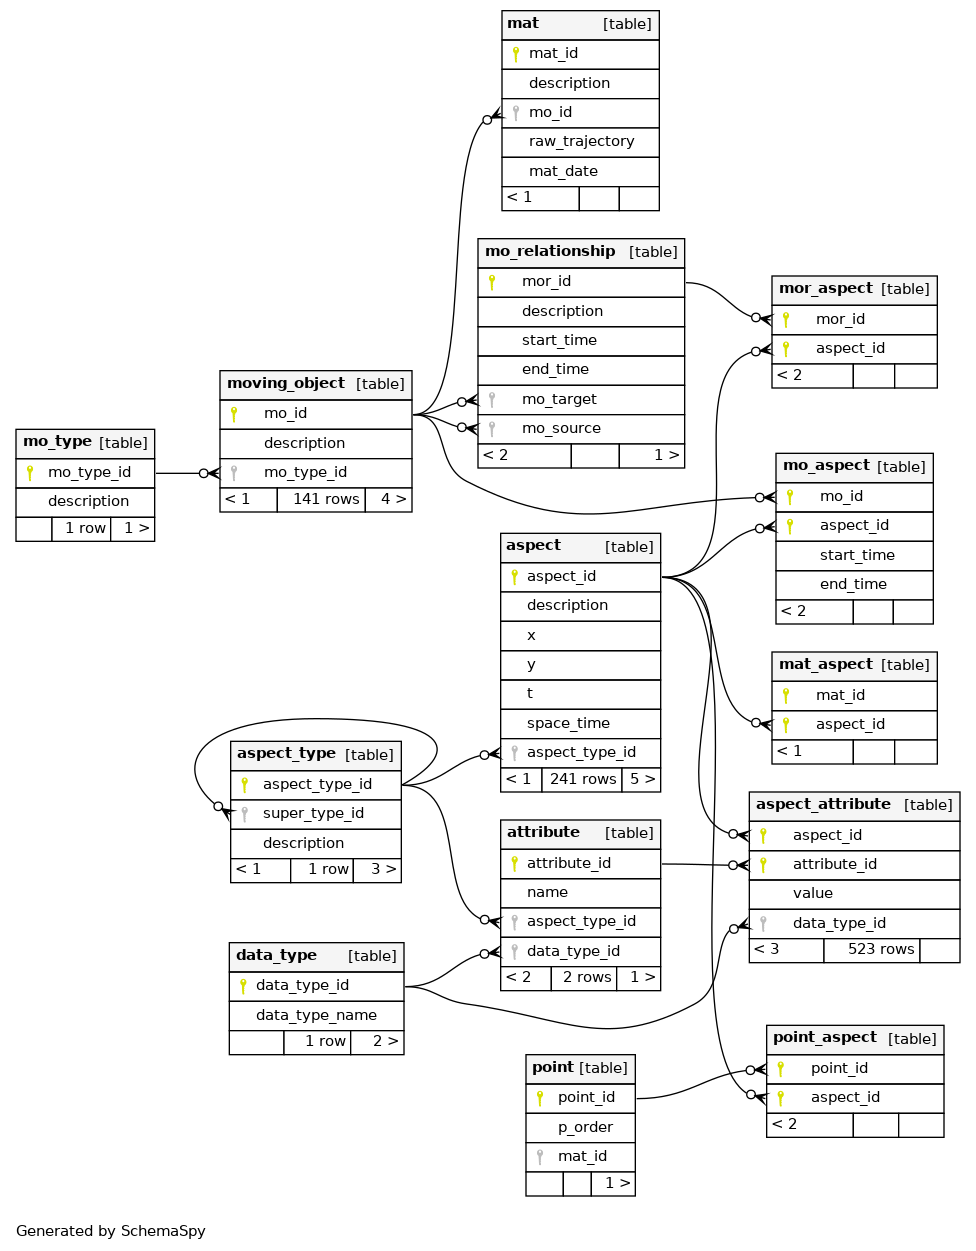 mat [table]
mat_id
description
mo_id
raw_trajectory
mat_date
< 1
mo_relationship [table]
mor_id
description
start_time
end_time
mo_target
mo_source
< 2 1 >
mor_aspect [table]
mor_id
aspect_id
< 2
moving_object [table]
mo_id
description
mo_type_id
< 1 141 rows 4 >
mo_type [table]
mo_type_id
description
1 row 1 >
mo_aspect [table]
mo_id
aspect_id
start_time
end_time
< 2
aspect [table]
aspect_id
description
x
y
t
space_time
aspect_type_id
< 1 241 rows 5 >
mat_aspect [table]
mat_id
aspect_id
< 1
aspect_type [table]
aspect_type_id
super_type_id
description
< 1 1 row 3 >
attribute [table]
attribute_id
name
aspect_type_id
data_type_id
< 2 2 rows 1 >
aspect_attribute [table]
aspect_id
attribute_id
value
data_type_id
< 3 523 rows
data_type [table]
data_type_id
data_type_name
1 row 2 >
point [table]
point_id
p_order
mat_id
1 >
point_aspect [table]
point_id
aspect_id
< 2
Generated by SchemaSpy